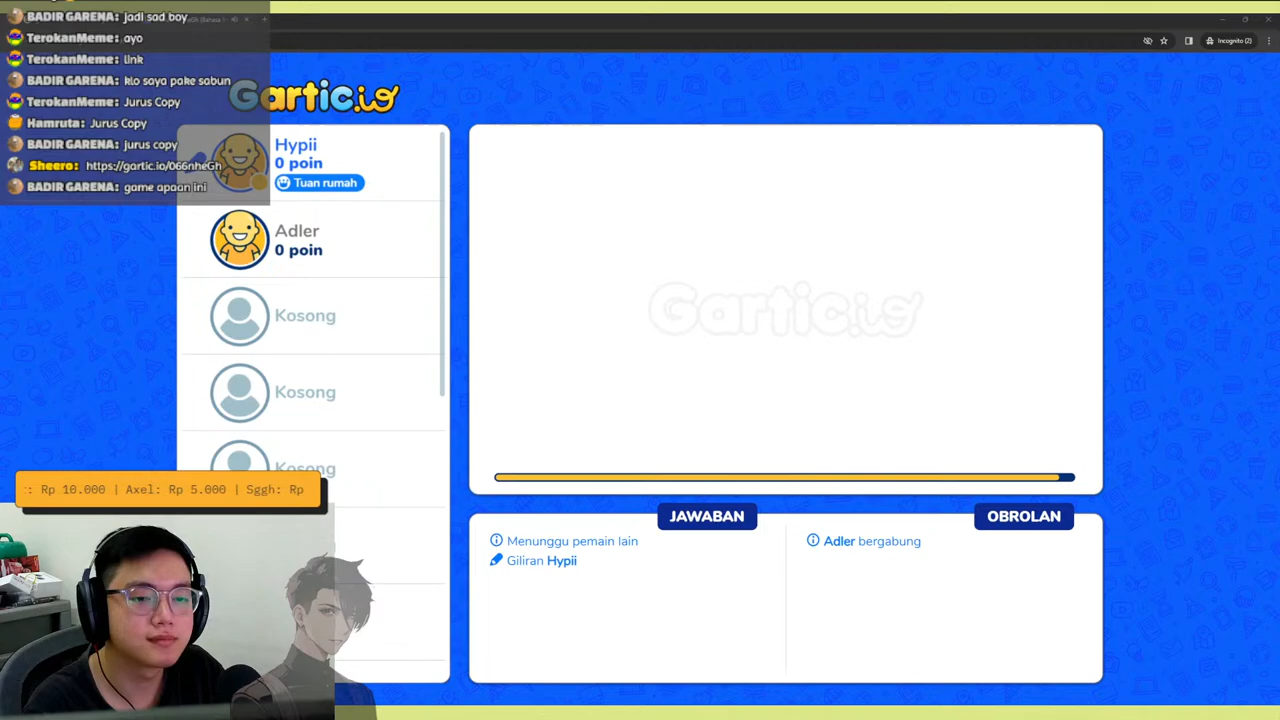 BADIR GARENA: jadi sad boy
TerokanMeme: ayo
TerokanMeme: link
BADIR GARENA: klo saya pake sabun
TerokanMeme: Jurus Copy
Hamruta: Jurus Copy
BADIR GARENA: jurus copy
Sheero: https://gartic.io/066nheGh
BADIR GARENA: game apaan ini
Incognito (2)
Gartic.io
Hypii
0 poin
Tuan rumah
Adler
0 poin
Kosong
Kosong
Kosong
Gartic.io
: Rp 10.000 | Axel: Rp 5.000 | Sggh: Rp
JAWABAN
Menunggu pemain lain
Giliran Hypii
OBROLAN
Adler bergabung